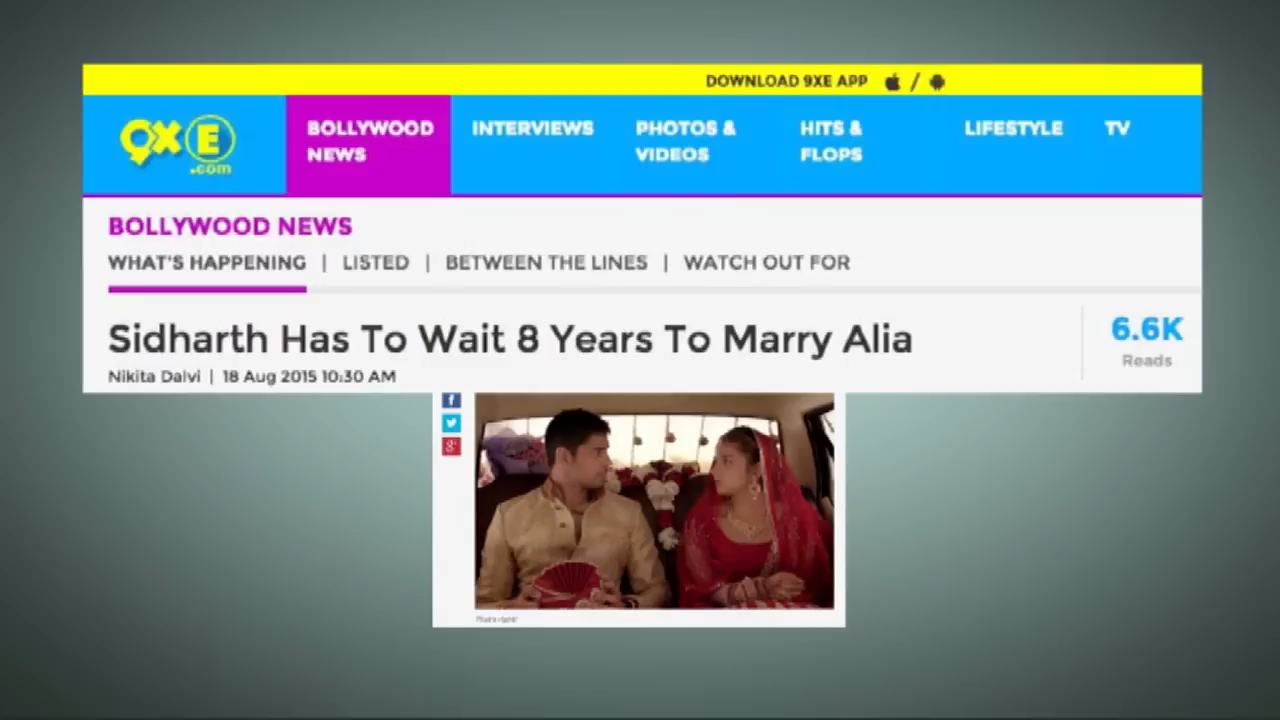 DOWNLOAD 9XE APP /
9XE.com
BOLLYWOOD NEWS
INTERVIEWS
PHOTOS & VIDEOS
HITS & FLOPS
LIFESTYLE
TV
BOLLYWOOD NEWS
WHAT'S HAPPENING | LISTED | BETWEEN THE LINES | WATCH OUT FOR
Sidharth Has To Wait 8 Years To Marry Alia
6.6K
Reads
Nikita Dalvi | 18 Aug 2015 10:30 AM